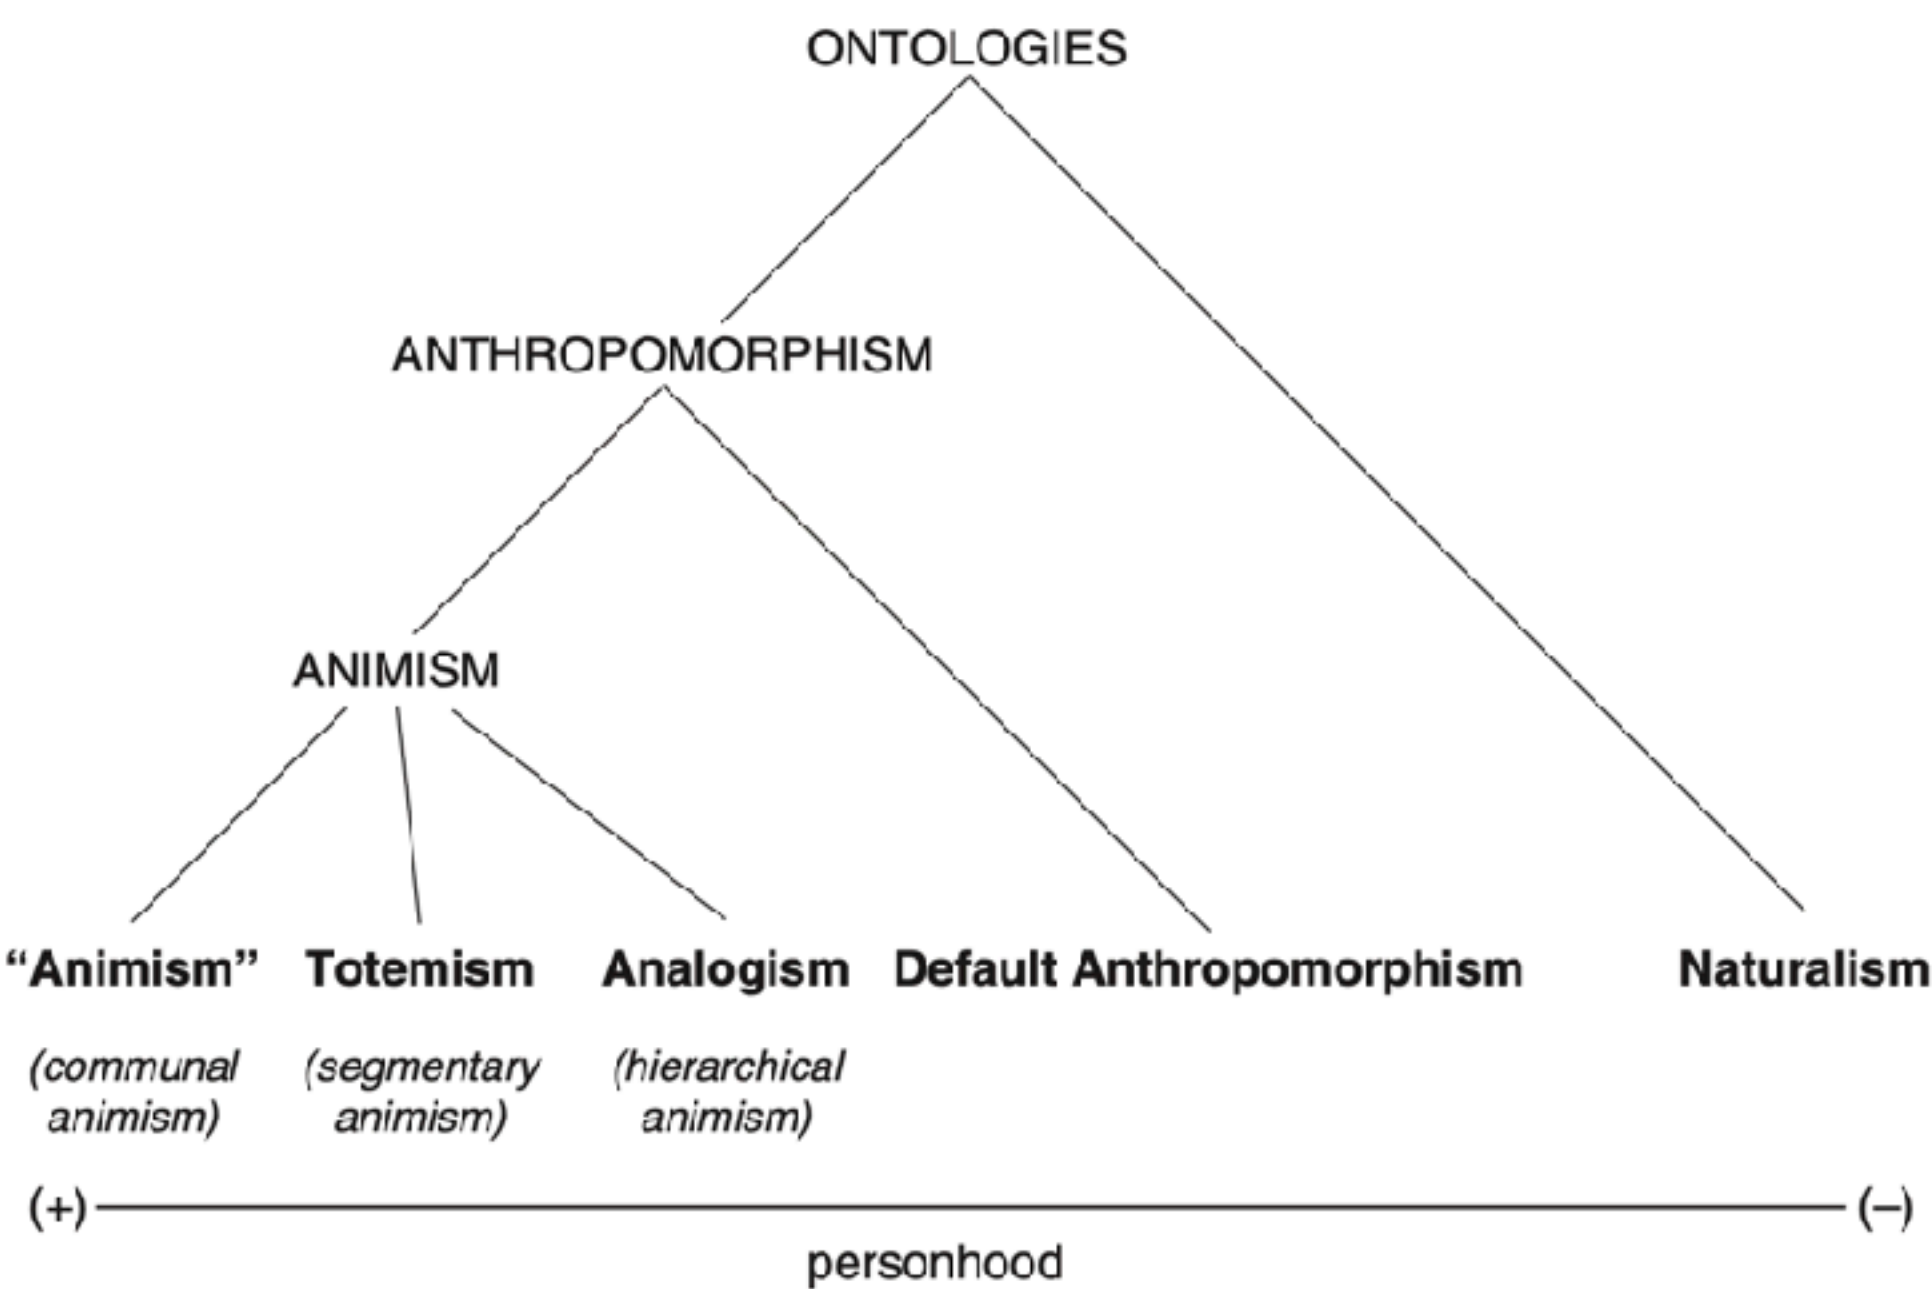 ONTOLOGIES
ANTHROPOMORPHISM
ANIMISM
“Animism” Totemism Analogism Default Anthropomorphism Naturalism
(communal (segmentary (hierarchical
animism) animism) animism)
(+) (–)
personhood